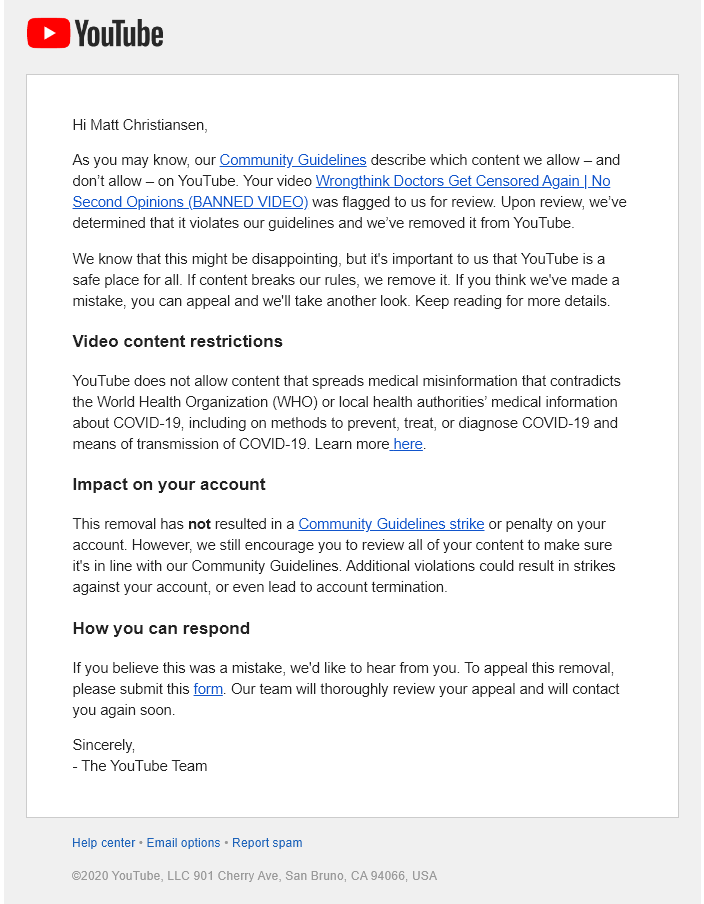 YouTube
Hi Matt Christiansen,
As you may know, our Community Guidelines describe which content we allow – and
don’t allow – on YouTube. Your video Wrongthink Doctors Get Censored Again | No
Second Opinions (BANNED VIDEO) was flagged to us for review. Upon review, we’ve
determined that it violates our guidelines and we’ve removed it from YouTube.
We know that this might be disappointing, but it's important to us that YouTube is a
safe place for all. If content breaks our rules, we remove it. If you think we've made a
mistake, you can appeal and we'll take another look. Keep reading for more details.
Video content restrictions
YouTube does not allow content that spreads medical misinformation that contradicts
the World Health Organization (WHO) or local health authorities’ medical information
about COVID-19, including on methods to prevent, treat, or diagnose COVID-19 and
means of transmission of COVID-19. Learn more here.
Impact on your account
This removal has not resulted in a Community Guidelines strike or penalty on your
account. However, we still encourage you to review all of your content to make sure
it's in line with our Community Guidelines. Additional violations could result in strikes
against your account, or even lead to account termination.
How you can respond
If you believe this was a mistake, we'd like to hear from you. To appeal this removal,
please submit this form. Our team will thoroughly review your appeal and will contact
you again soon.
Sincerely,
- The YouTube Team
Help center • Email options • Report spam
©2020 YouTube, LLC 901 Cherry Ave, San Bruno, CA 94066, USA